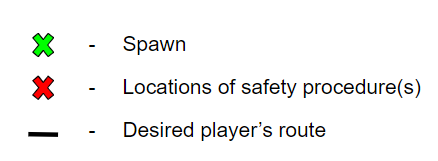 - Spawn
- Locations of safety procedure(s)
- Desired player's route